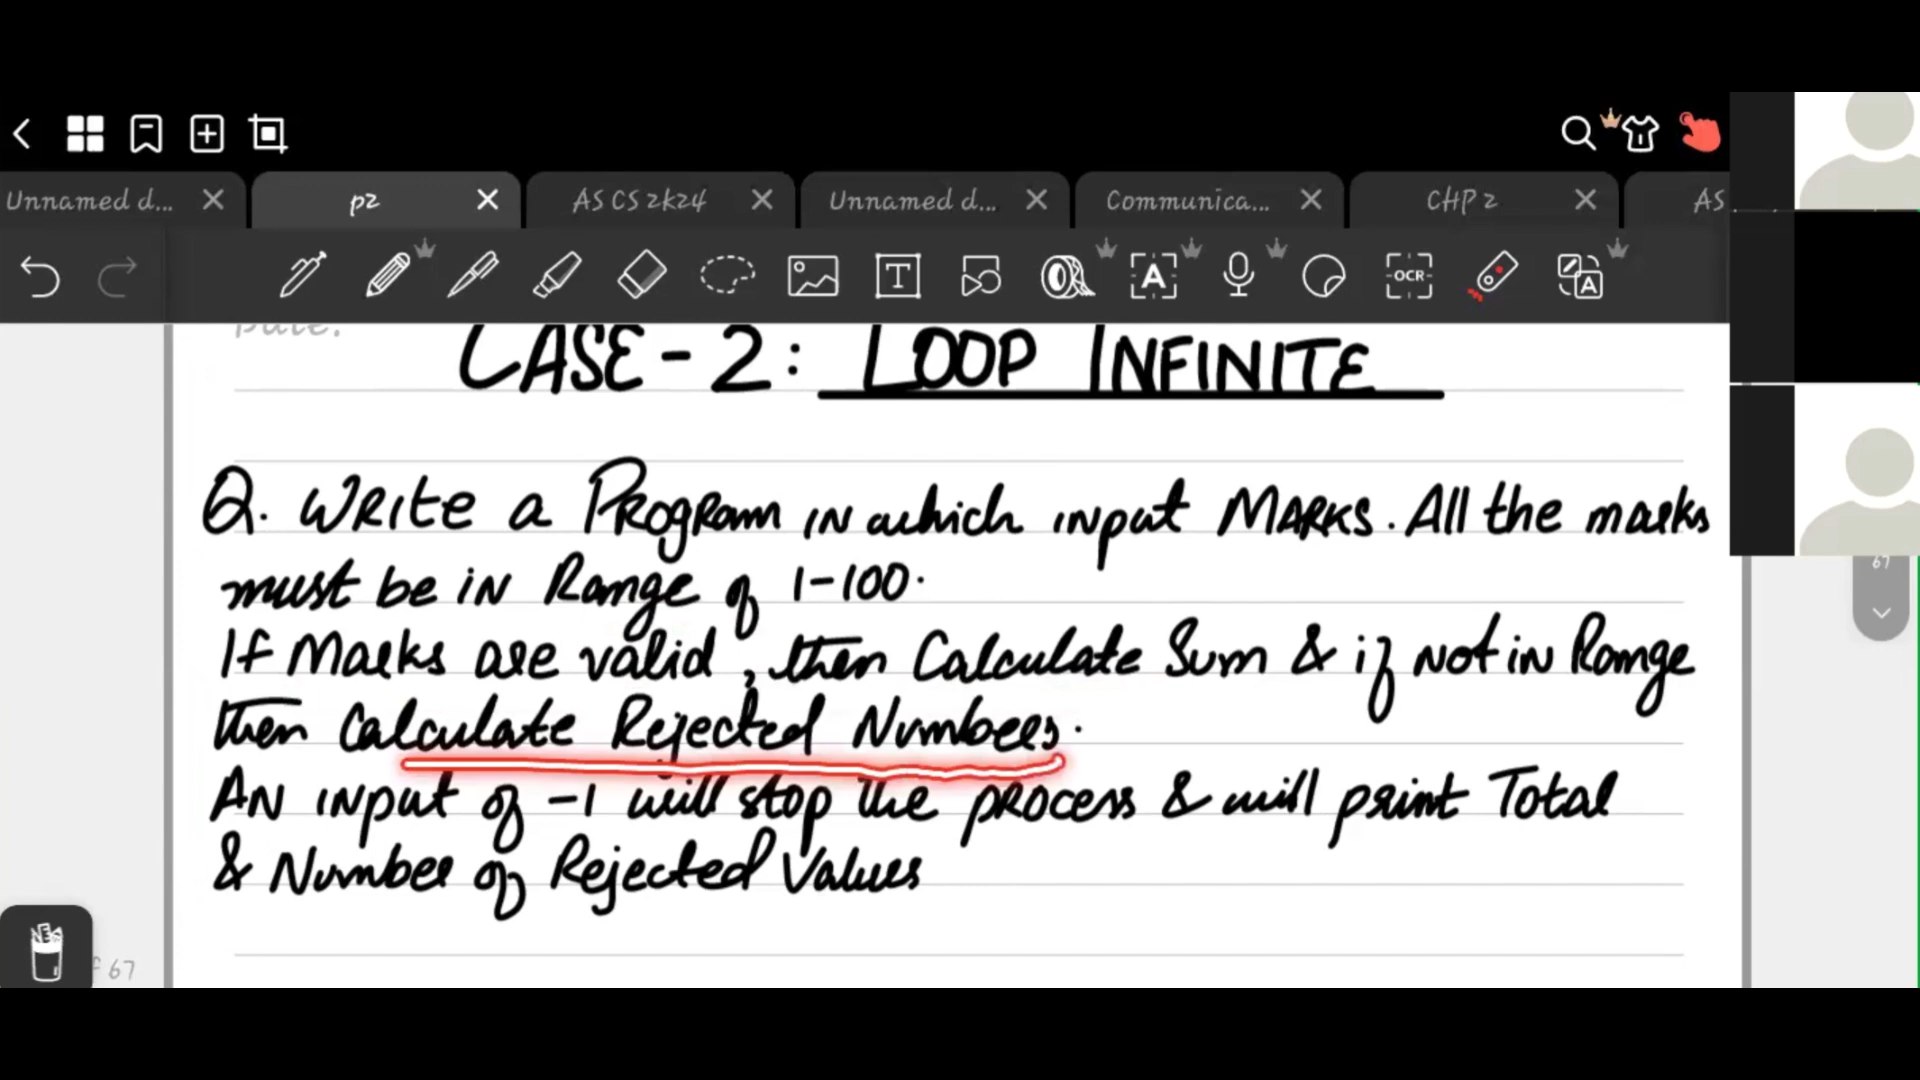 Unnamed d...
p2
AS CS 2k24
Unnamed d...
Communica...
CHP 2
AS
T
A
OCR
A
Date:
CASE-2: LOOP INFINITE
Q. Write a Program in which input MARKS. All the marks
must be in Range of 1-100.
If Marks are valid, then Calculate Sum & if not in Range
then Calculate Rejected Numbers.
An input of -1 will stop the process & will print Total
& Number of Rejected Values
67
67